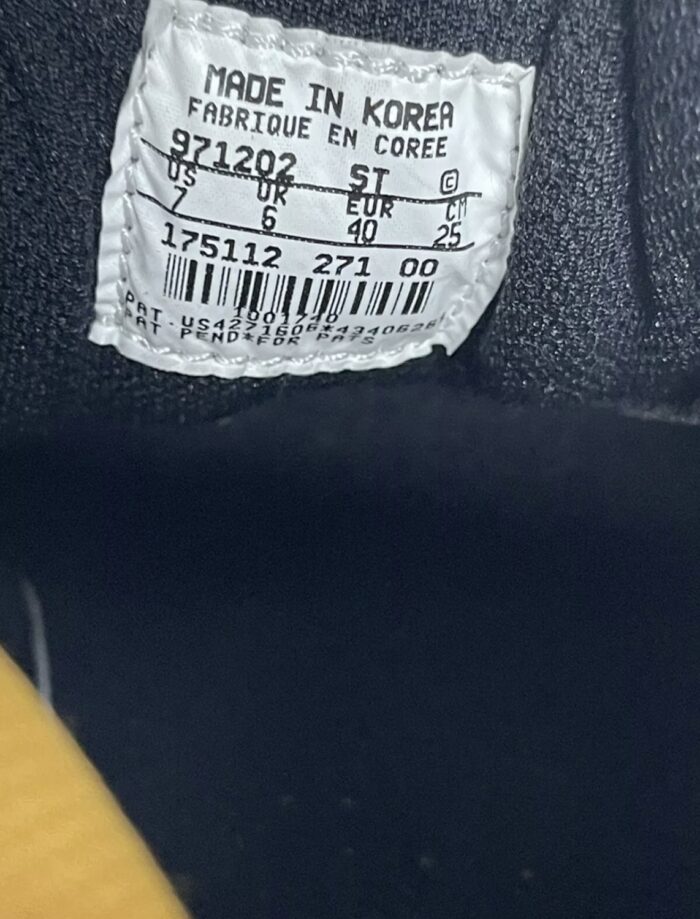 MADE IN KOREA
FABRIQUE EN COREE
971202 ST ©
US UK EUR CM
7 6 40 25
175112 271 00
1001740
PAT.US4271606*4340626
PAT PEND*FOR PATS